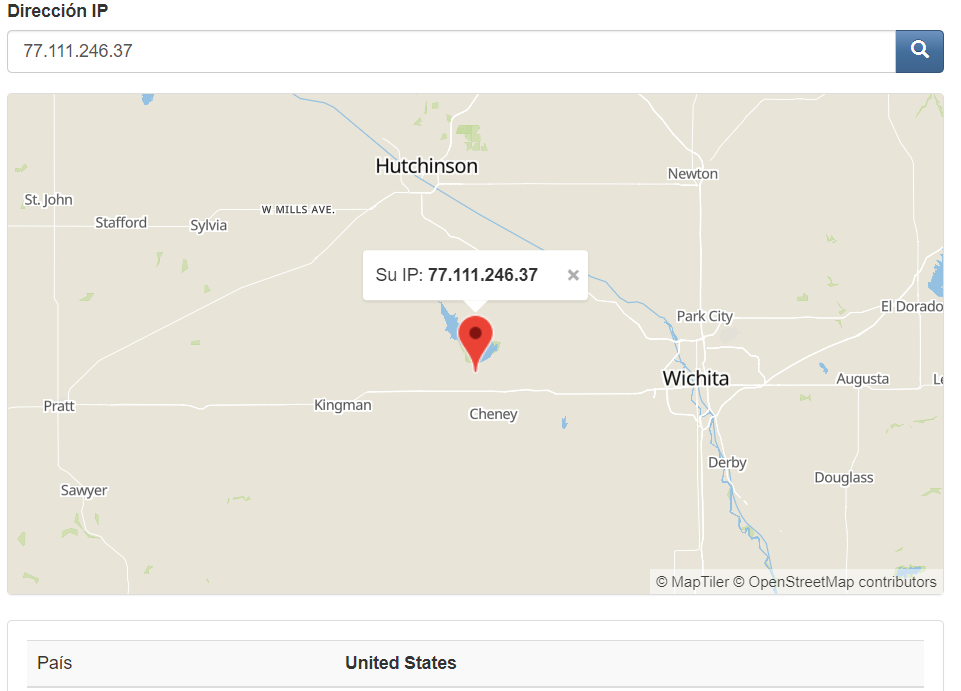 Dirección IP
77.111.246.37
Hutchinson
Newton
St. John
W MILLS AVE.
Stafford
Sylvia
Su IP: 77.111.246.37 ×
El Dorado
Park City
Wichita
Augusta
Le
Pratt
Kingman
Cheney
Derby
Douglass
Sawyer
© MapTiler © OpenStreetMap contributors
País United States